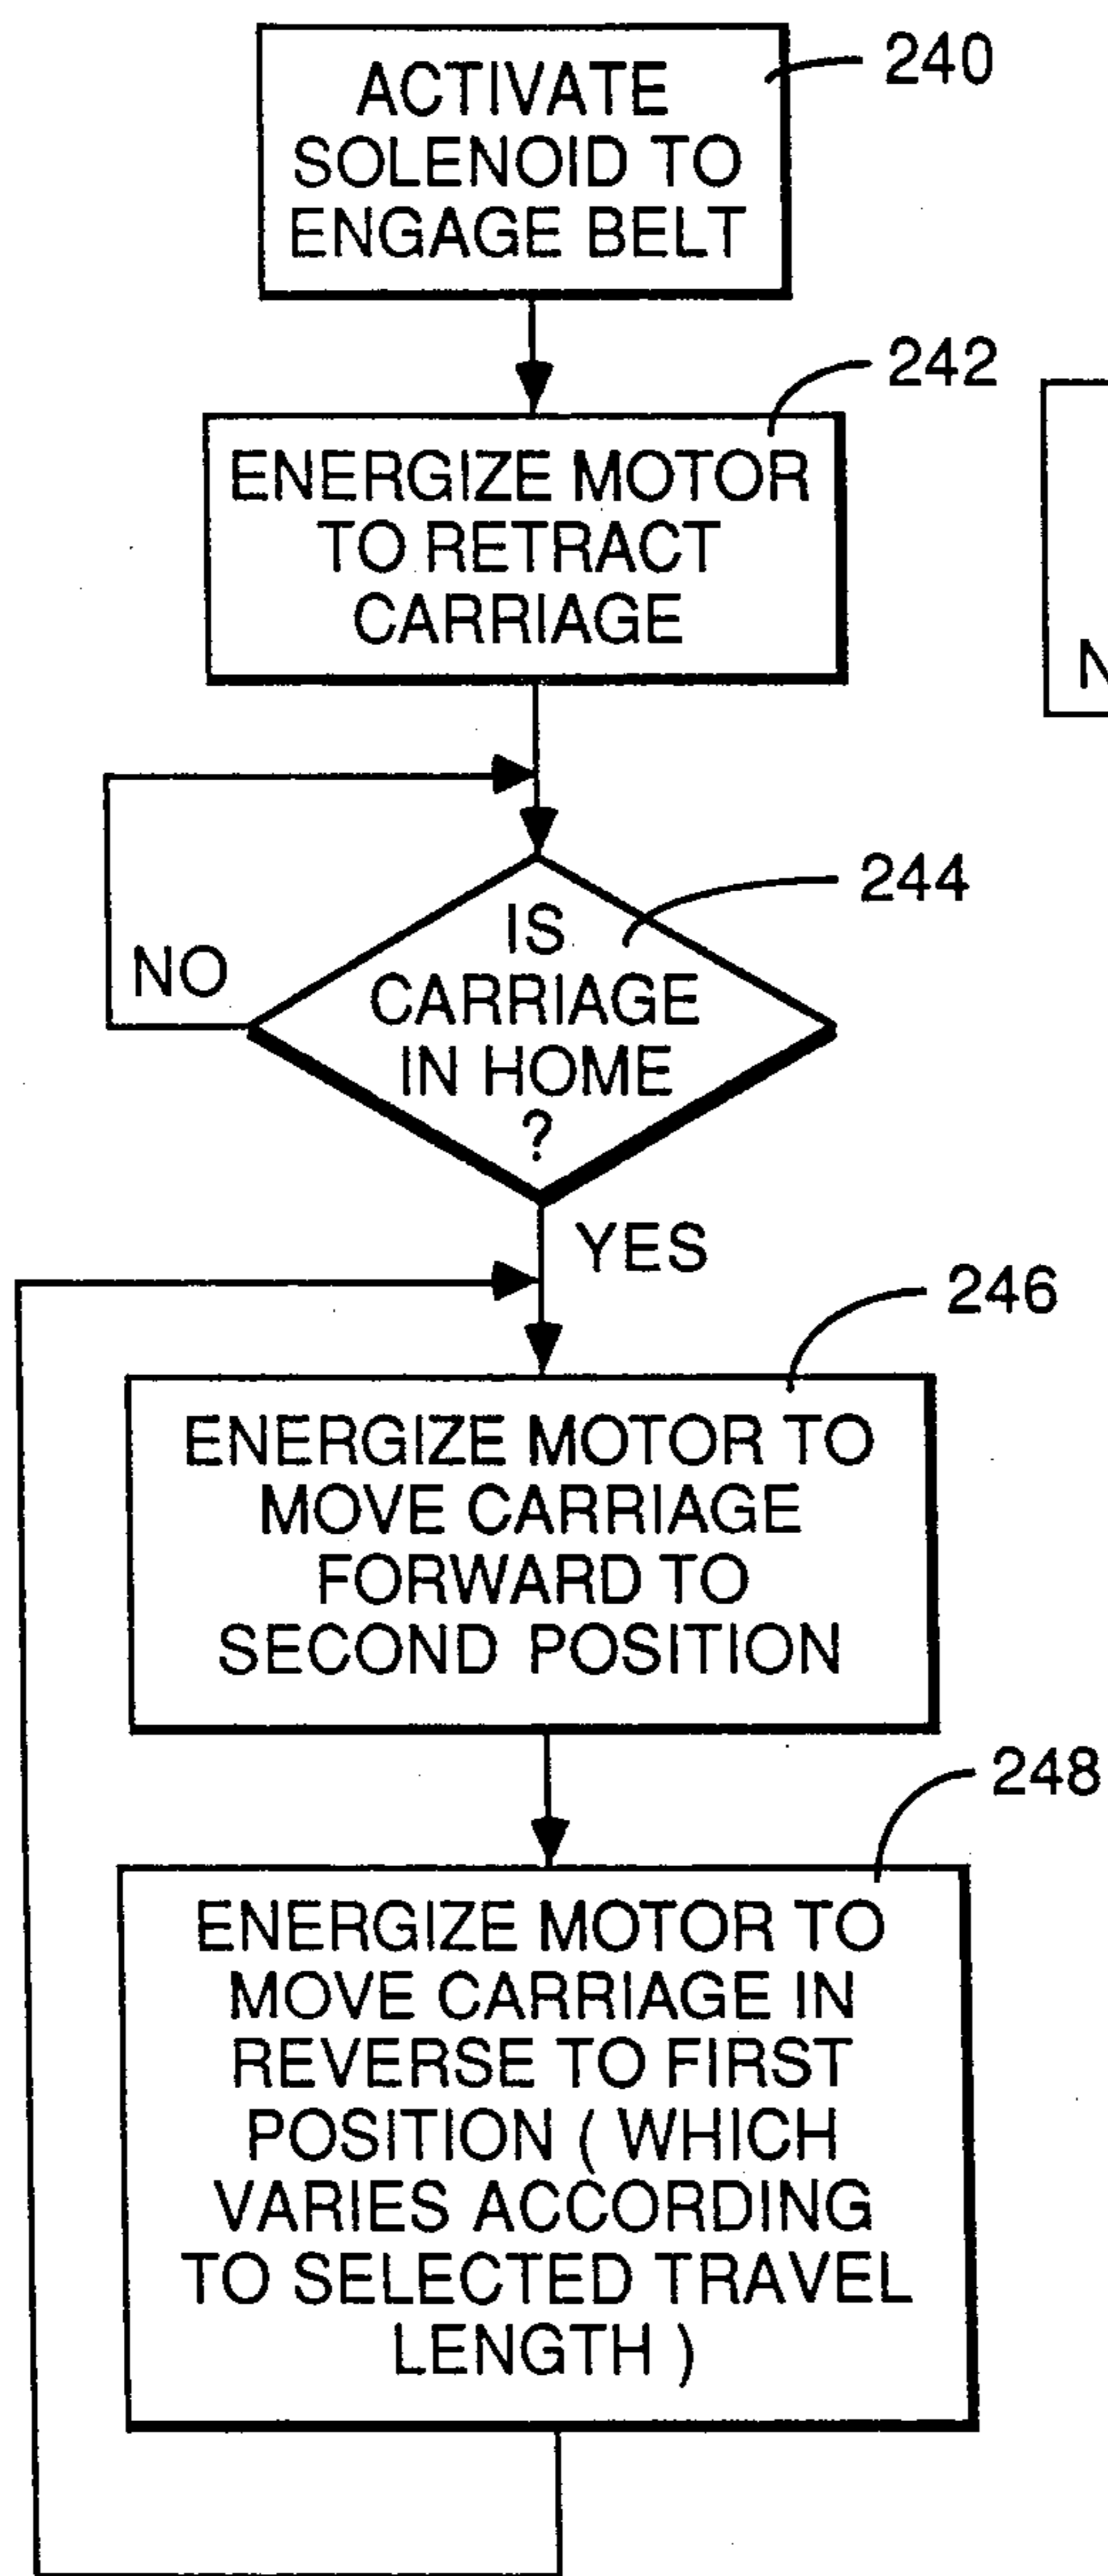 240
ACTIVATE
SOLENOID TO
ENGAGE BELT
242
ENERGIZE MOTOR
TO RETRACT
CARRIAGE
244
IS
CARRIAGE
IN HOME
?
NO
YES
246
ENERGIZE MOTOR TO
MOVE CARRIAGE
FORWARD TO
SECOND POSITION
248
ENERGIZE MOTOR TO
MOVE CARRIAGE IN
REVERSE TO FIRST
POSITION ( WHICH
VARIES ACCORDING
TO SELECTED TRAVEL
LENGTH )